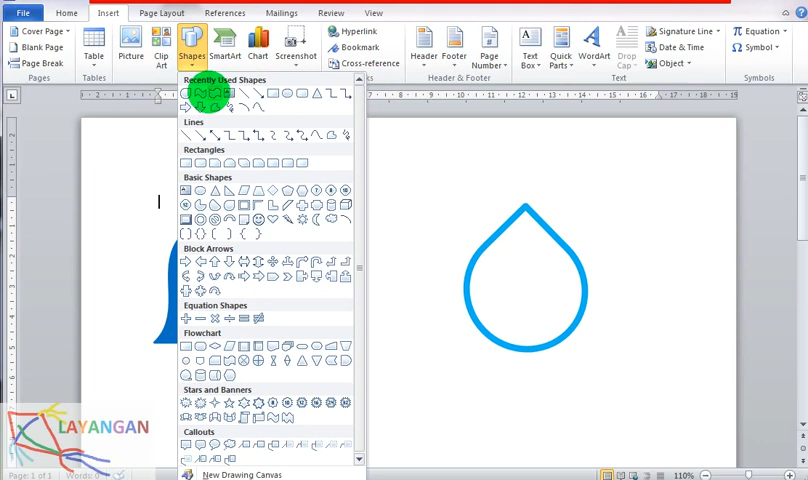 File Home Insert Page Layout References Mailings Review View
Cover Page
Blank Page
Page Break
Pages
Table
Tables
Picture
Clip
Art
Shapes
SmartArt
Chart
Screenshot
Hyperlink
Bookmark
Cross-reference
Links
Header
Footer
Page
Number
Header & Footer
Text
Box
Quick
Parts
WordArt
Drop
Cap
Signature Line
Date & Time
Object
Text
Equation
Symbol
Symbols
Recently Used Shapes
Lines
Rectangles
Basic Shapes
Block Arrows
Equation Shapes
Flowchart
Stars and Banners
Callouts
New Drawing Canvas
LAYANGAN
Page: 1 of 1 Words: 0
110%